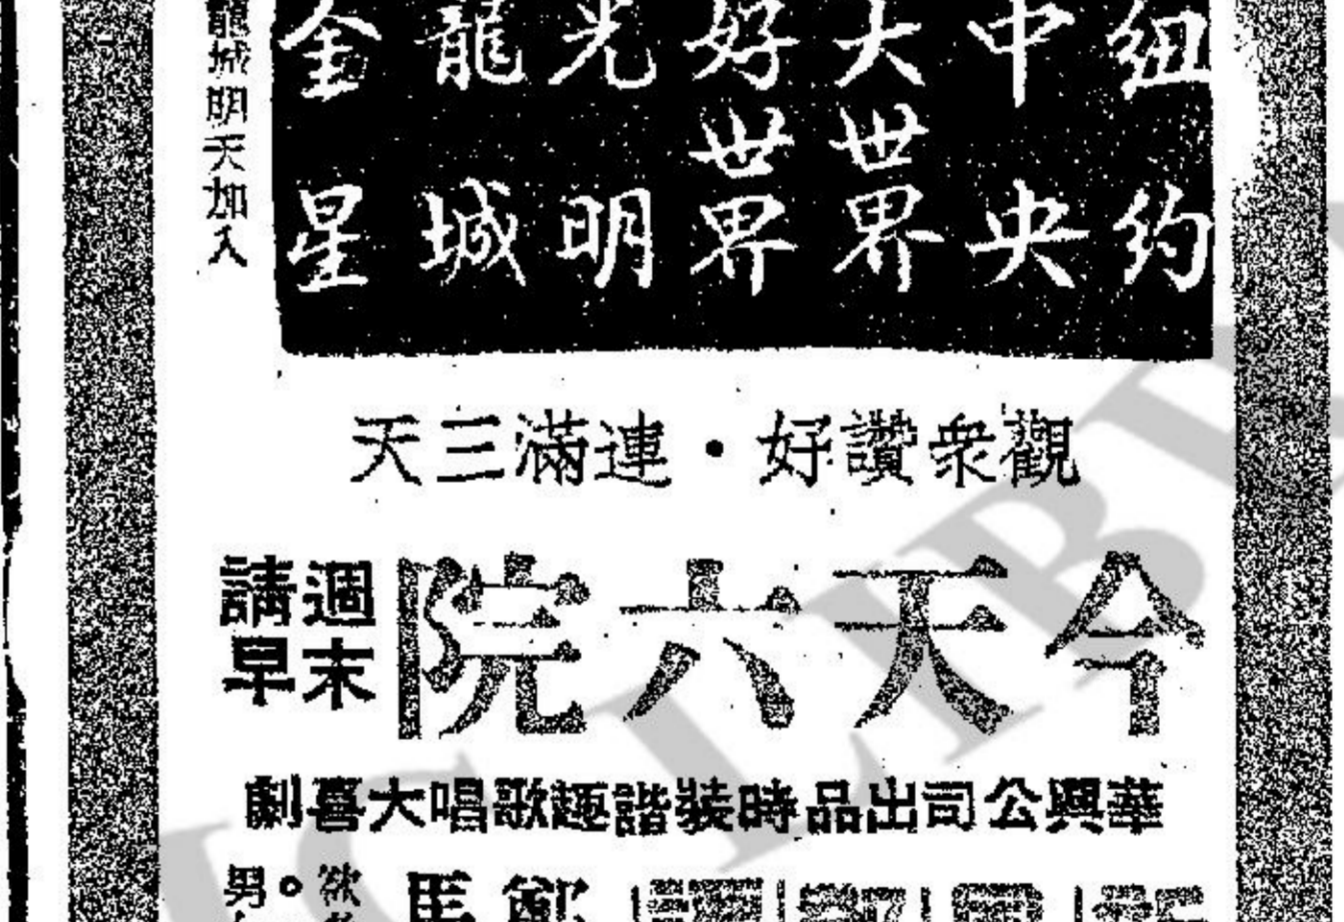 紐約
中央
大世界
好世界
光明
龍城
金星
龍城明天加入
觀衆讚好・連滿三天
今天六院
週末
請早
華興公司出品時裝諧趣歌唱大喜劇